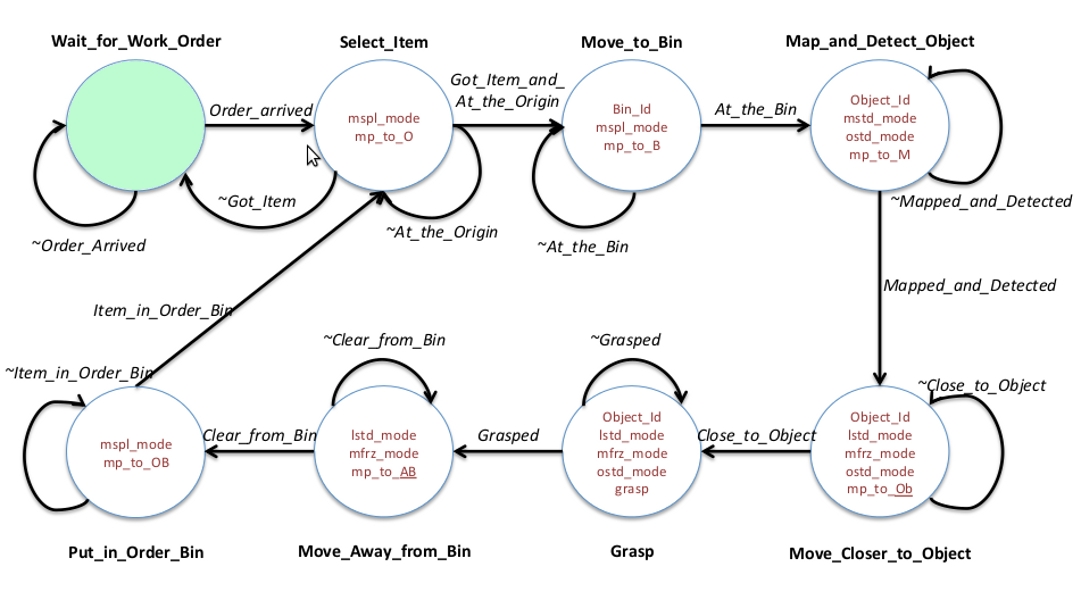 Wait_for_Work_Order
Select_Item
Move_to_Bin
Map_and_Detect_Object
Order_arrived
mspl_mode
mp_to_O
Got_Item_and_
At_the_Origin
Bin_Id
mspl_mode
mp_to_B
At_the_Bin
Object_Id
mstd_mode
ostd_mode
mp_to_M
~Order_Arrived
~Got_Item
~At_the_Origin
~At_the_Bin
~Mapped_and_Detected
Mapped_and_Detected
Item_in_Order_Bin
~Item_in_Order_Bin
~Clear_from_Bin
~Grasped
~Close_to_Object
mspl_mode
mp_to_OB
Clear_from_Bin
lstd_mode
mfrz_mode
mp_to_AB
Grasped
Object_Id
lstd_mode
mfrz_mode
ostd_mode
grasp
Close_to_Object
Object_Id
lstd_mode
mfrz_mode
ostd_mode
mp_to_Ob
Put_in_Order_Bin
Move_Away_from_Bin
Grasp
Move_Closer_to_Object